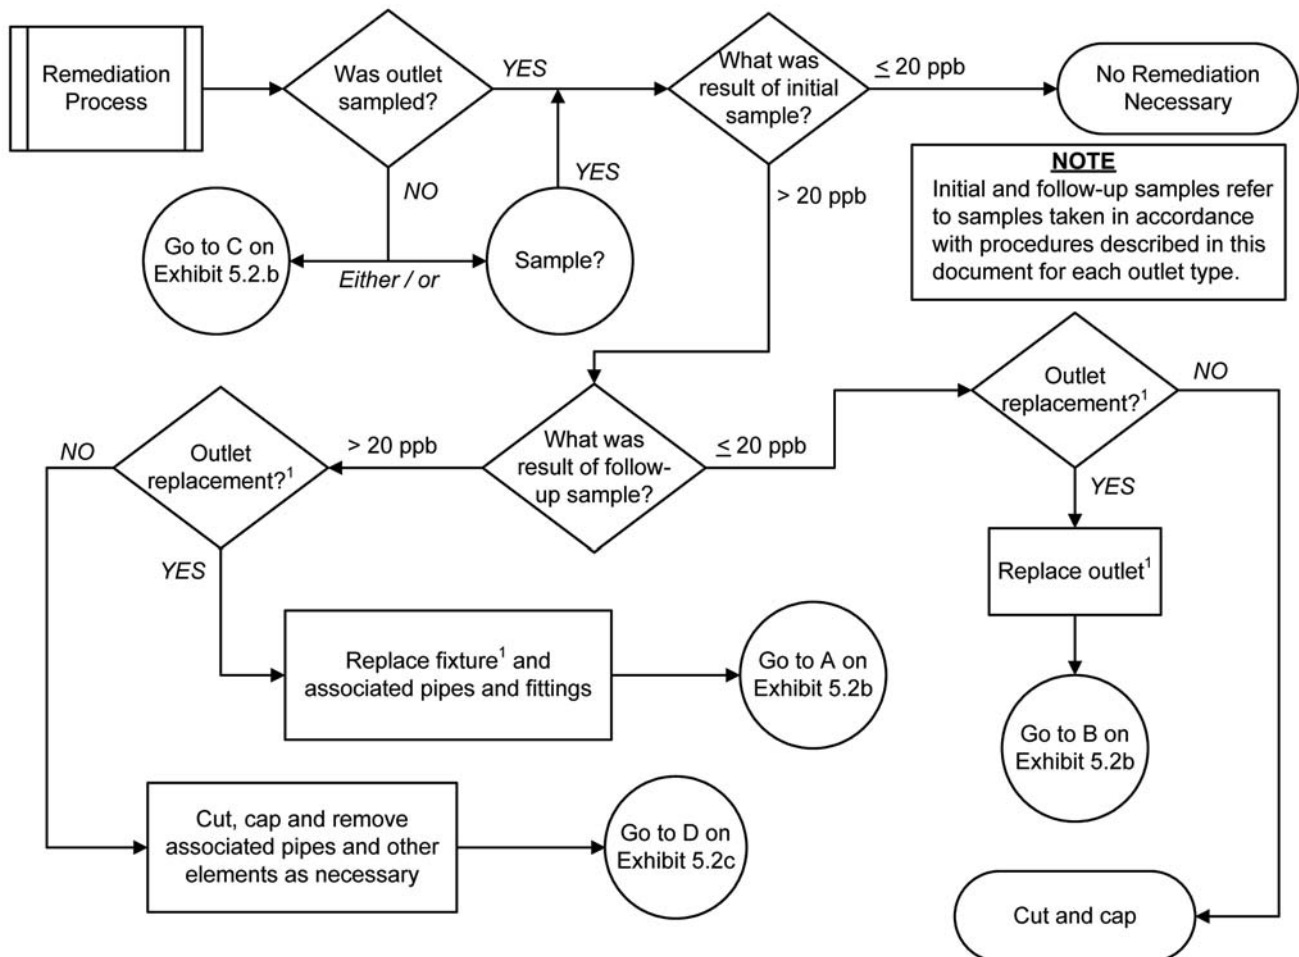 Remediation
Process
Was outlet
sampled?
YES
What was
result of initial
sample?
≤ 20 ppb
No Remediation
Necessary
NOTE
Initial and follow-up samples refer
to samples taken in accordance
with procedures described in this
document for each outlet type.
NO
YES
> 20 ppb
Go to C on
Exhibit 5.2.b
Either / or
Sample?
NO
Outlet
replacement?¹
> 20 ppb
What was
result of follow-
up sample?
≤ 20 ppb
Outlet
replacement?¹
NO
YES
YES
Replace outlet¹
Replace fixture¹ and
associated pipes and fittings
Go to A on
Exhibit 5.2b
Go to B on
Exhibit 5.2b
Cut, cap and remove
associated pipes and other
elements as necessary
Go to D on
Exhibit 5.2c
Cut and cap